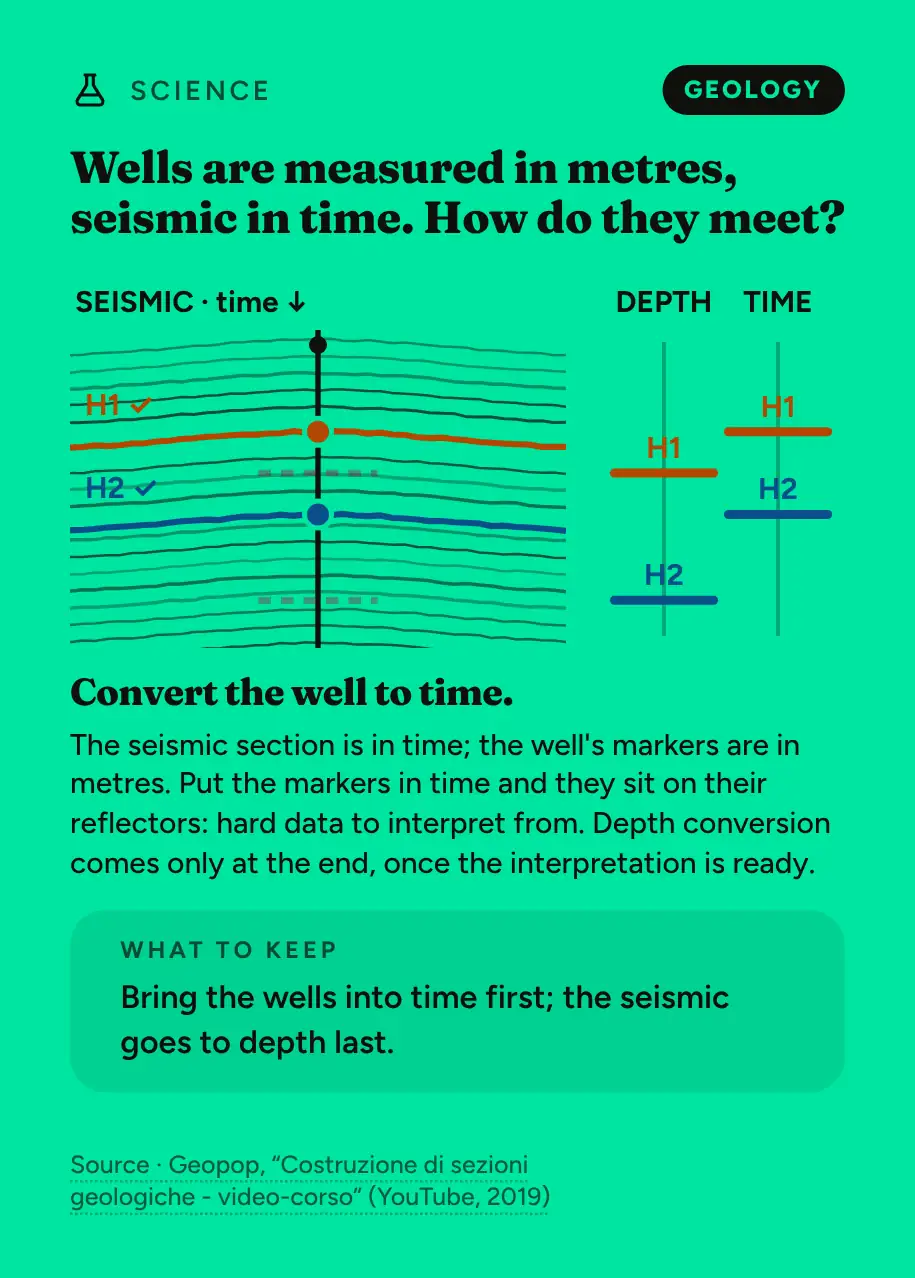 SCIENCE
GEOLOGY
Wells are measured in metres,
seismic in time. How do they meet?
SEISMIC · time ↓
DEPTH
TIME
H1 ✓
H2 ✓
H1
H2
H1
H2
Convert the well to time.
The seismic section is in time; the well's markers are in
metres. Put the markers in time and they sit on their
reflectors: hard data to interpret from. Depth conversion
comes only at the end, once the interpretation is ready.
WHAT TO KEEP
Bring the wells into time first; the seismic
goes to depth last.
Source · Geopop, “Costruzione di sezioni
geologiche - video-corso” (YouTube, 2019)